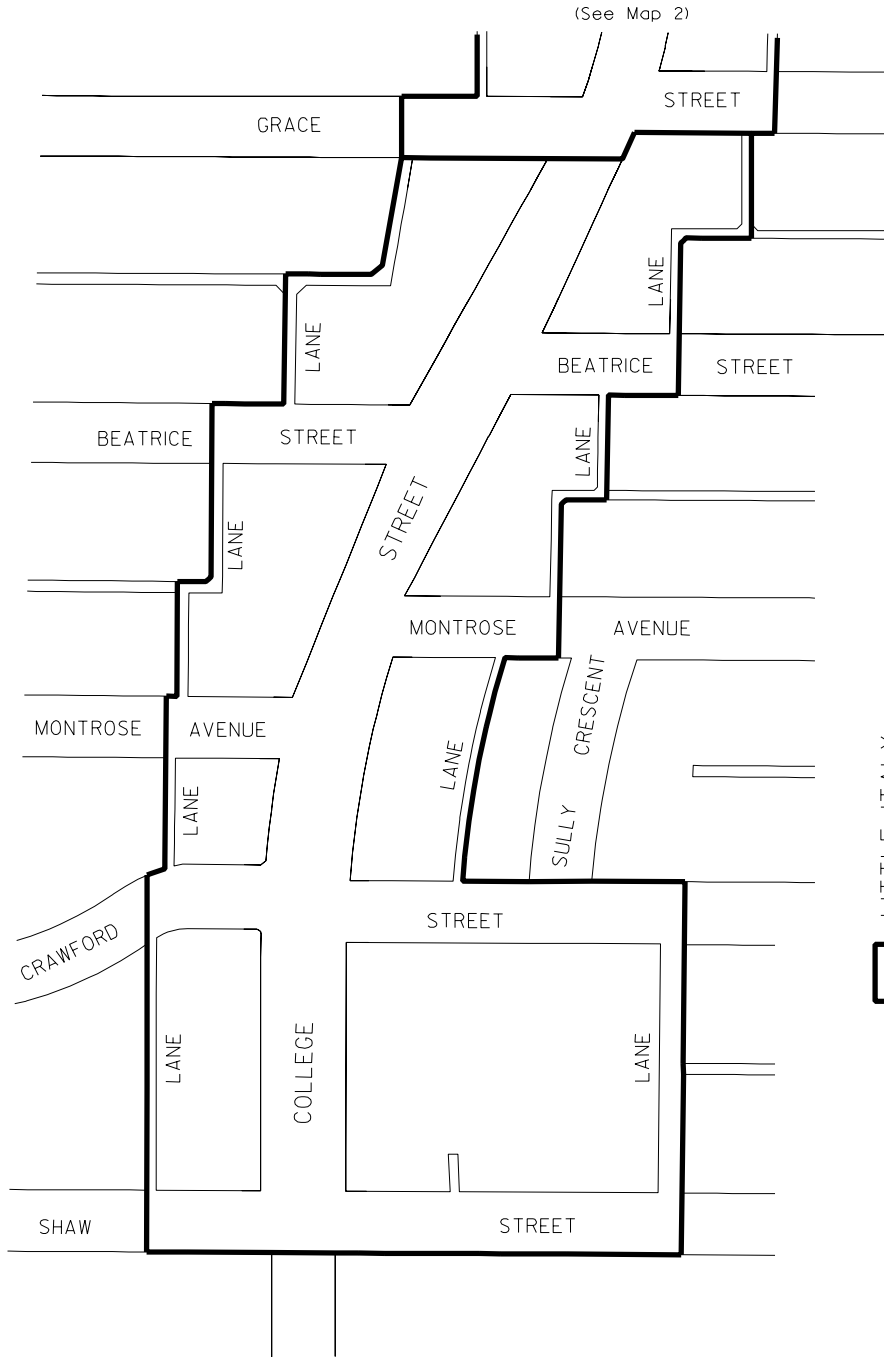 (See Map 2)
STREET
GRACE
LANE
LANE
BEATRICE STREET
BEATRICE STREET
LANE
STREET
LANE
MONTROSE AVENUE
CRESCENT
MONTROSE AVENUE
LANE
LANE
SULLY
STREET
CRAWFORD
LANE
COLLEGE
LANE
SHAW STREET